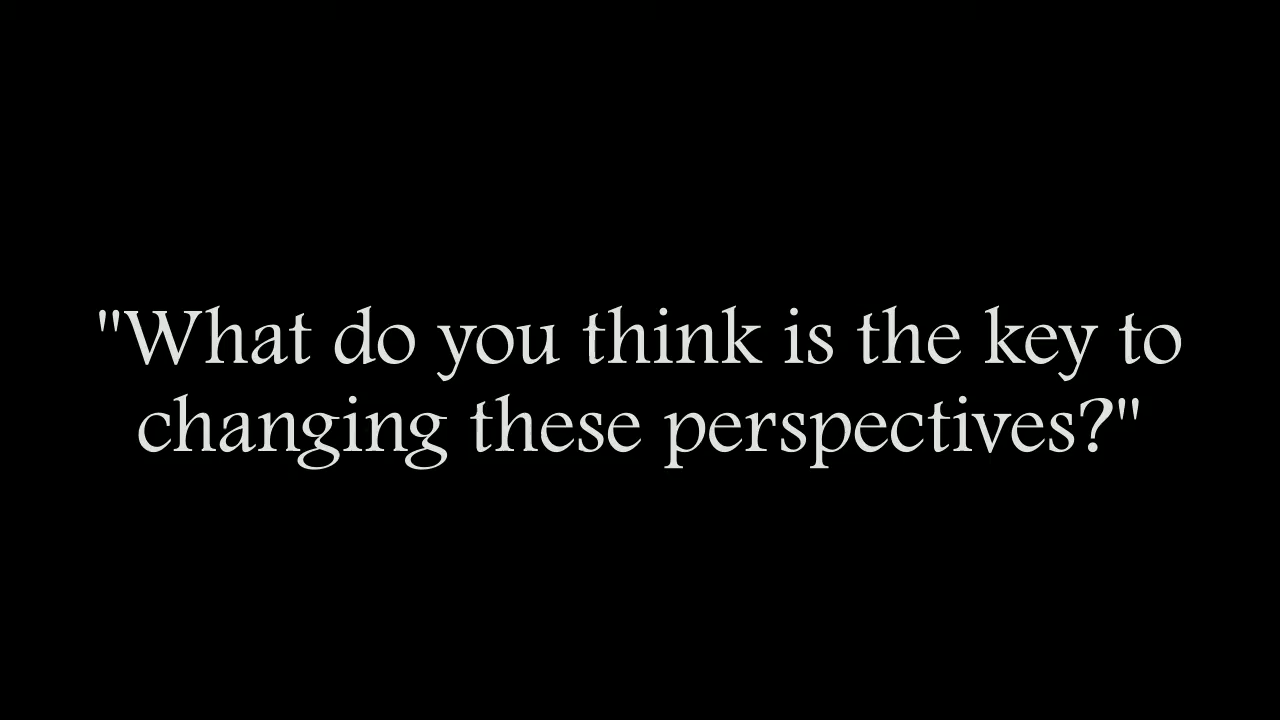 "What do you think is the key to
changing these perspectives?"